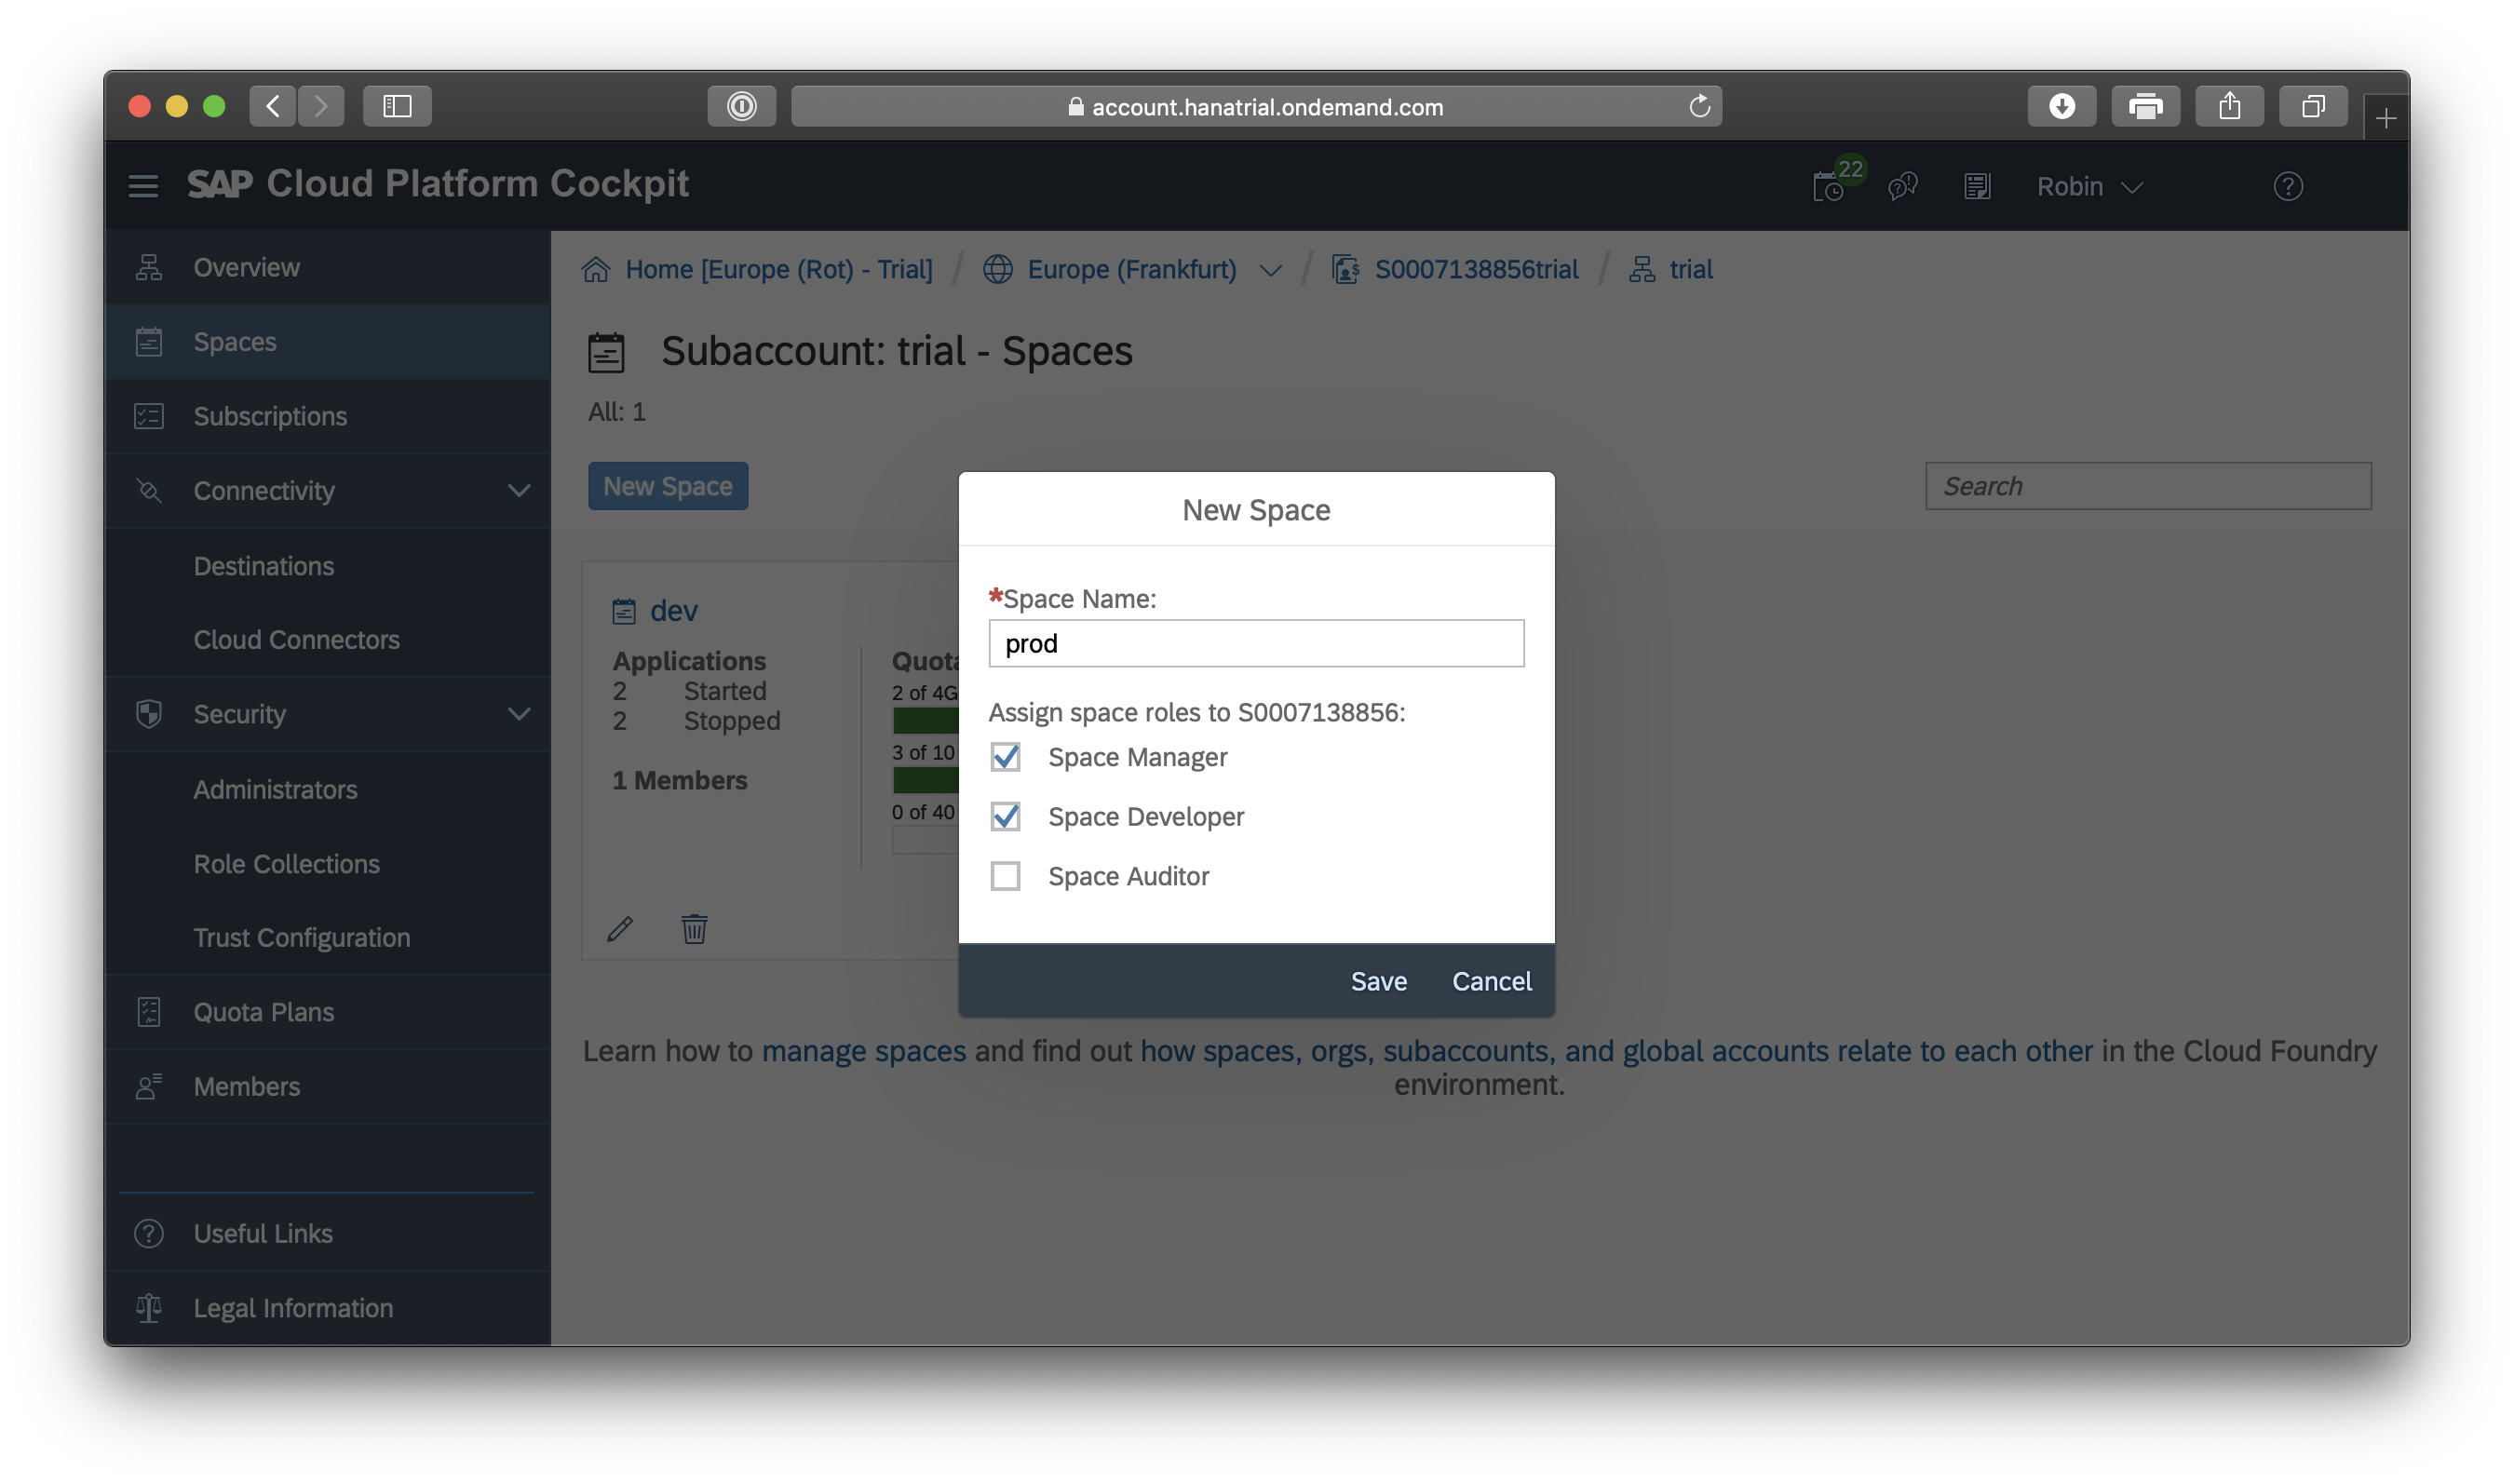 account.hanatrial.ondemand.com
SAP Cloud Platform Cockpit
22
Robin
Overview
Spaces
Subscriptions
Connectivity
Destinations
Cloud Connectors
Security
Administrators
Role Collections
Trust Configuration
Quota Plans
Members
Useful Links
Legal Information
Home [Europe (Rot) - Trial] / Europe (Frankfurt) / S0007138856trial / trial
Subaccount: trial - Spaces
All: 1
New Space
Search
dev
Applications
2 Started
2 Stopped
1 Members
2 of 4G
3 of 10
0 of 40
New Space
*Space Name:
prod
Assign space roles to S0007138856:
Space Manager
Space Developer
Space Auditor
Save Cancel
Learn how to manage spaces and find out how spaces, orgs, subaccounts, and global accounts relate to each other in the Cloud Foundry
environment.